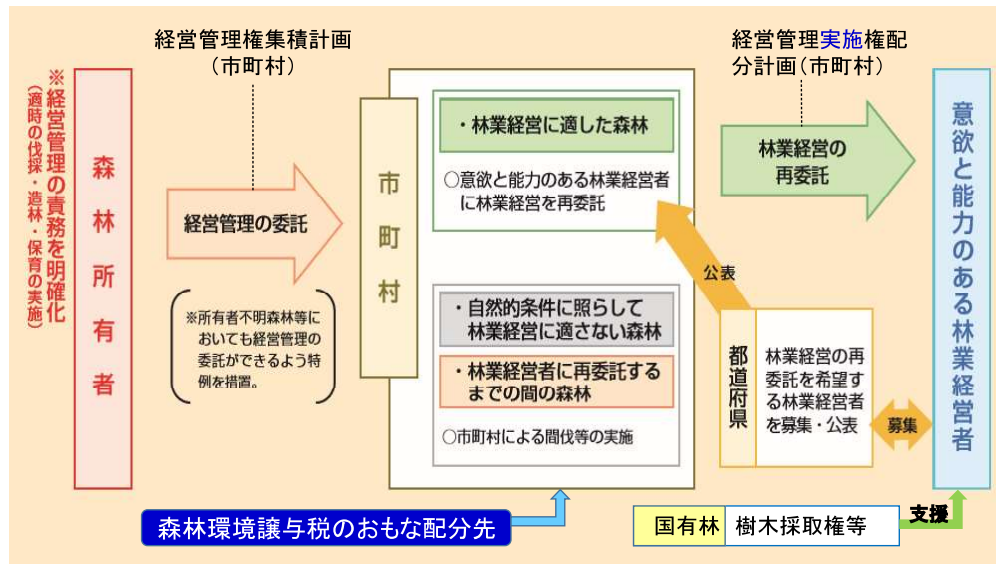 経営管理権集積計画
（市町村）
経営管理実施権配
分計画（市町村）
※経営管理の責務を明確化
（適時の伐採・造林・保育の実施）
森林所有者
経営管理の委託
※所有者不明森林等に
おいても経営管理の
委託ができるよう特
例を措置。
市町村
・林業経営に適した森林
○意欲と能力のある林業経営者
に林業経営を再委託
・自然的条件に照らして
林業経営に適さない森林
・林業経営者に再委託する
までの間の森林
○市町村による間伐等の実施
林業経営の
再委託
公表
都道府県
林業経営の再
委託を希望す
る林業経営者
を募集・公表
募集
意欲と能力のある林業経営者
森林環境譲与税のおもな配分先
国有林 樹木採取権等
支援